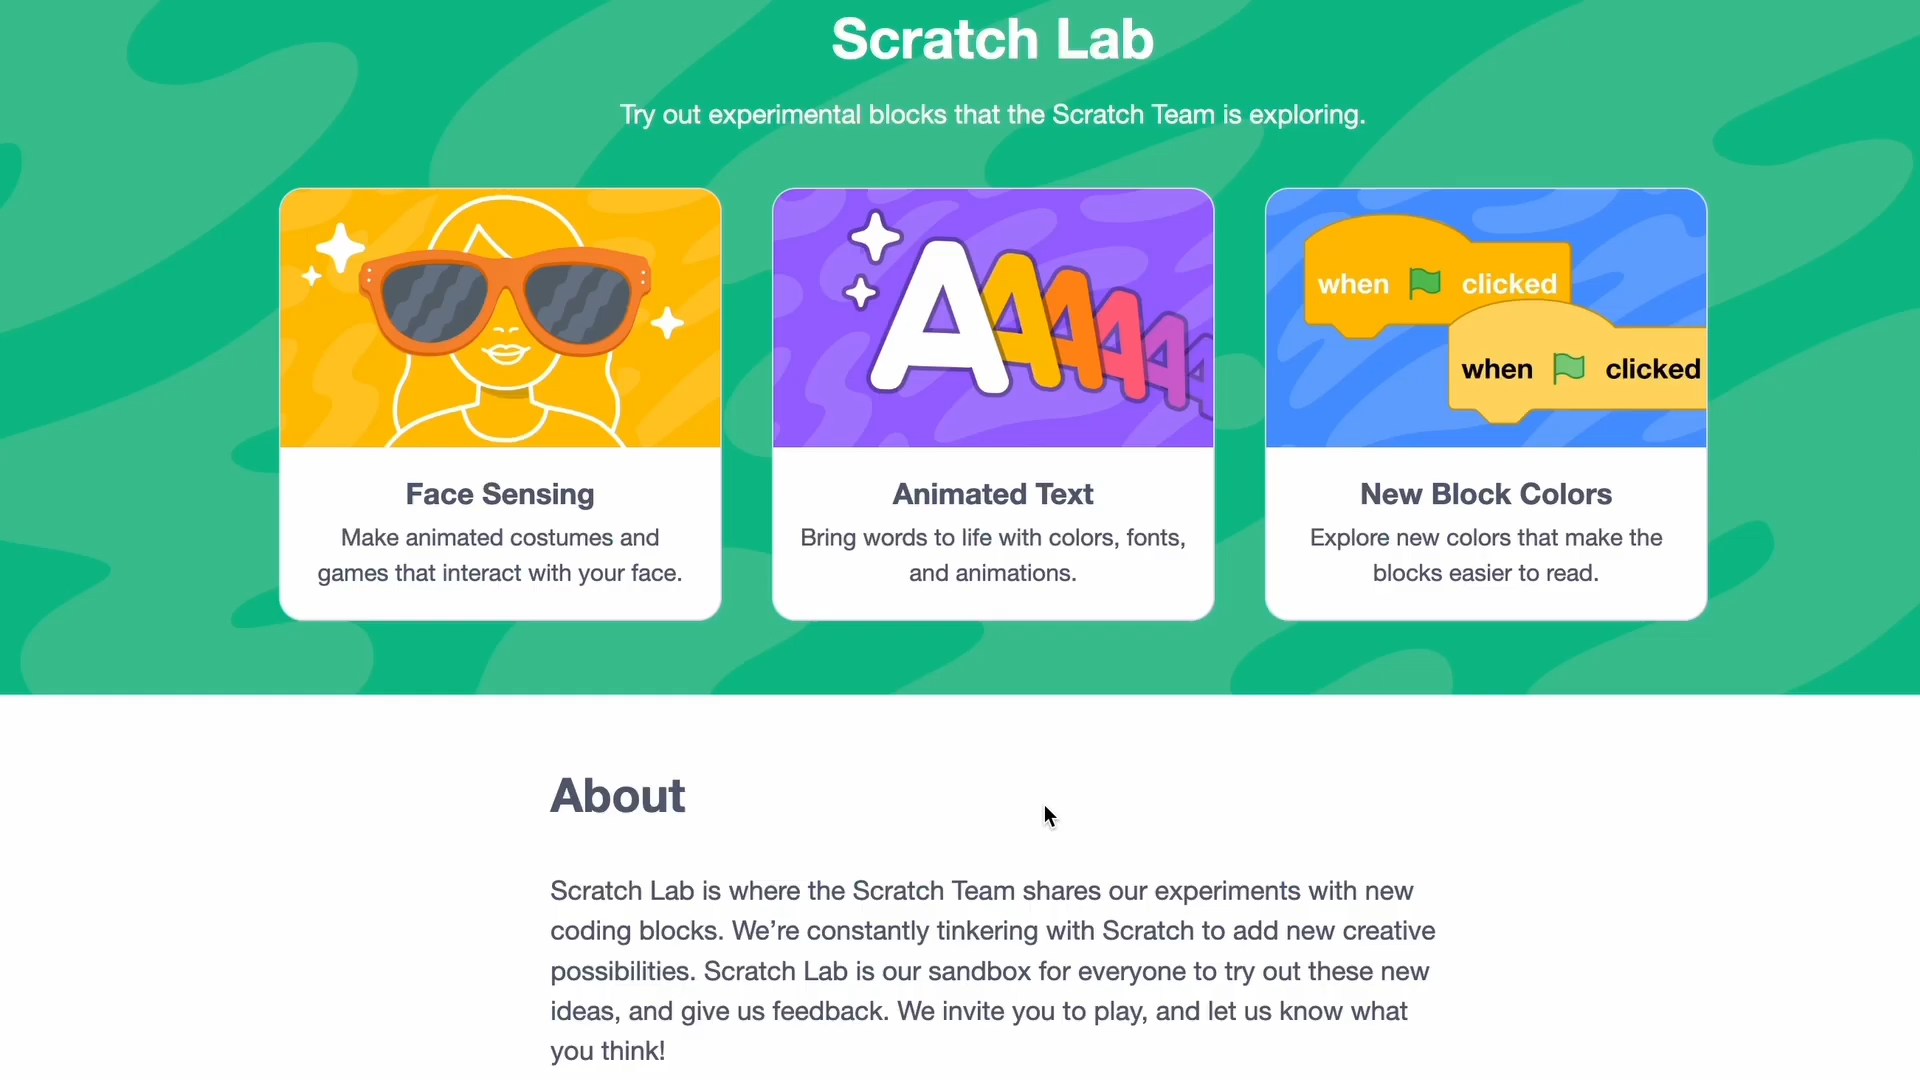 Scratch Lab
Try out experimental blocks that the Scratch Team is exploring.
A
when clicked
when clicked
Face Sensing
Make animated costumes and
games that interact with your face.
Animated Text
Bring words to life with colors, fonts,
and animations.
New Block Colors
Explore new colors that make the
blocks easier to read.
About
Scratch Lab is where the Scratch Team shares our experiments with new
coding blocks. We’re constantly tinkering with Scratch to add new creative
possibilities. Scratch Lab is our sandbox for everyone to try out these new
ideas, and give us feedback. We invite you to play, and let us know what
you think!